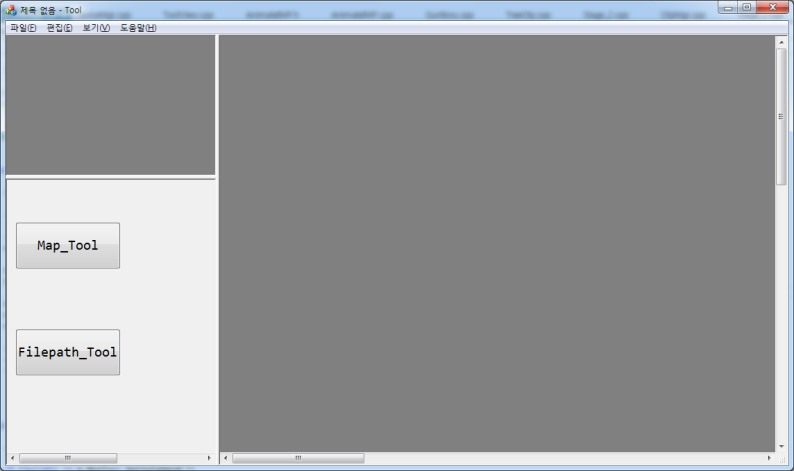 제목 없음 - Tool
파일(F) 편집(E) 보기(V) 도움말(H)
Map_Tool
Filepath_Tool